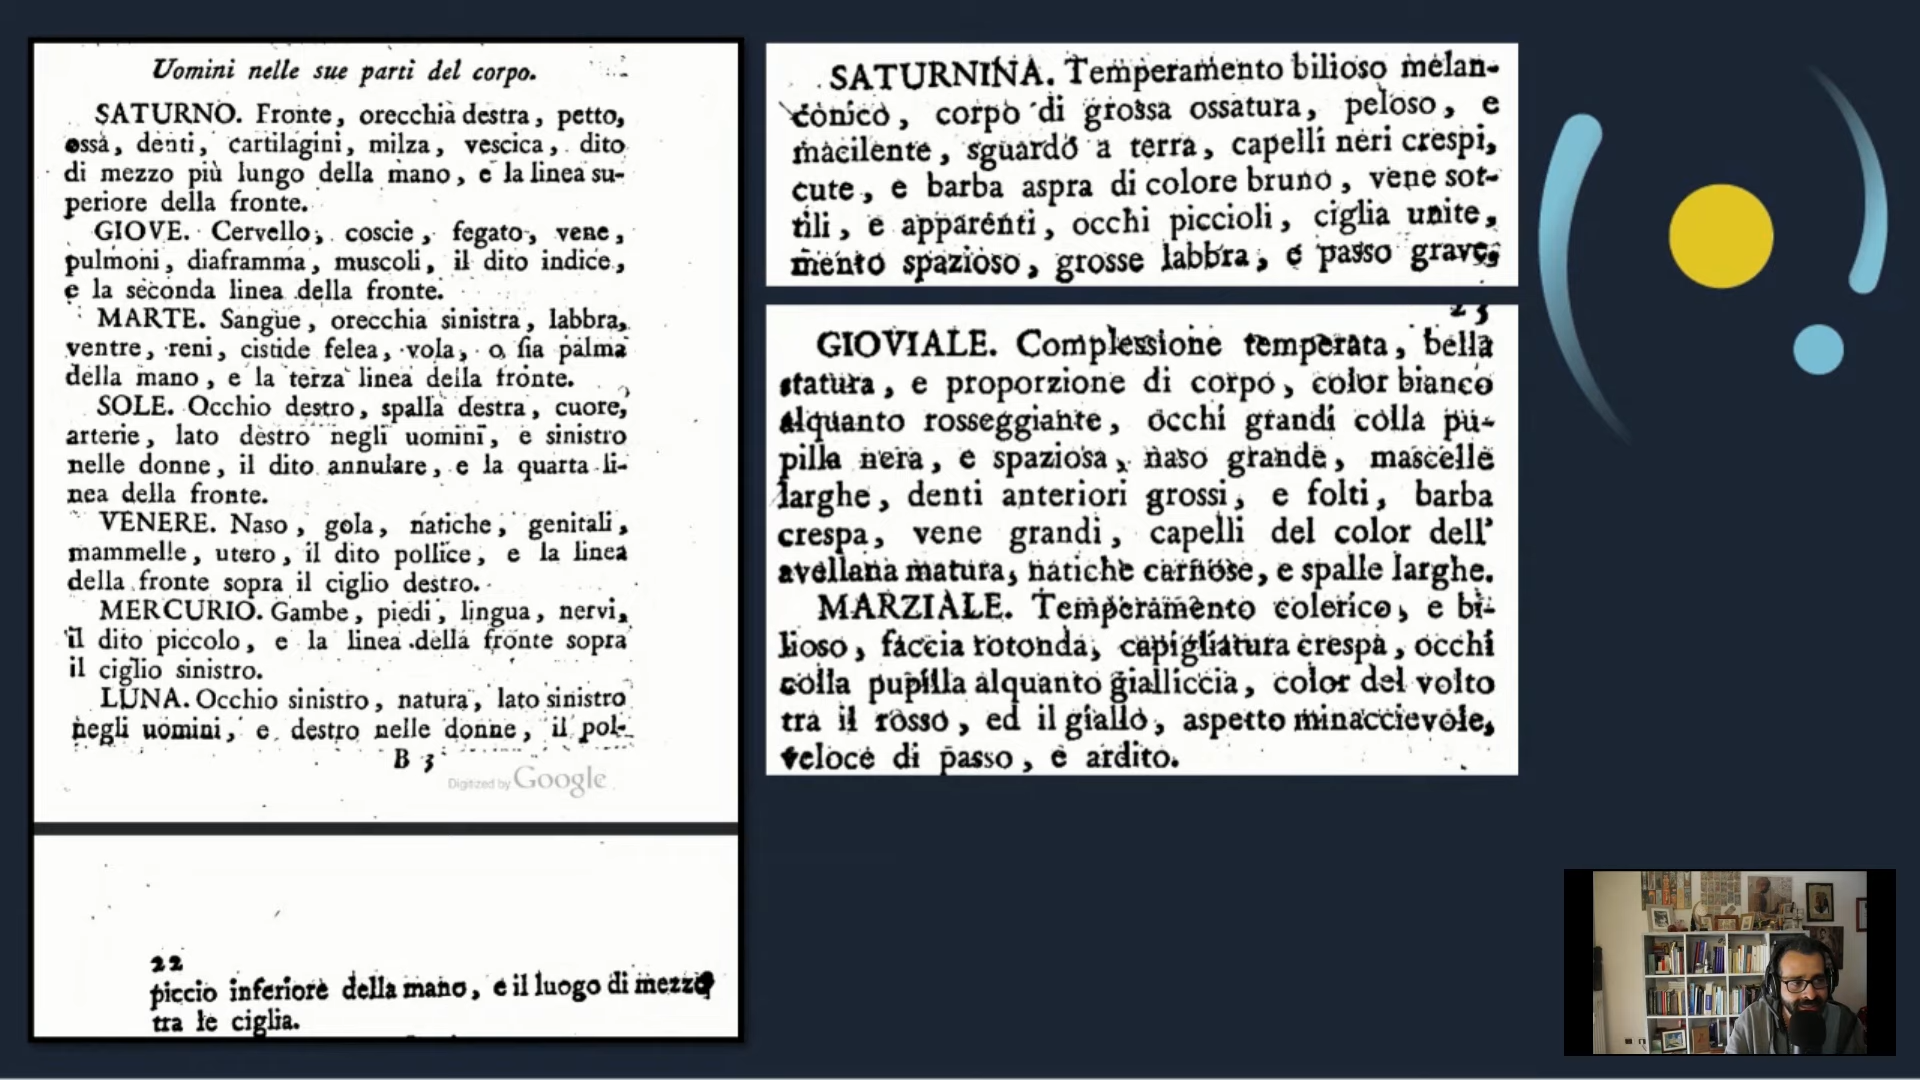 Uomini nelle sue parti del corpo.
SATURNO. Fronte, orecchia destra, petto,
ossa, denti, cartilagini, milza, vescica, dito
di mezzo più lungo della mano, e la linea su-
periore della fronte.
GIOVE. Cervello, coscie, fegato, vene,
pulmoni, diaframma, muscoli, il dito indice,
e la seconda linea della fronte.
MARTE. Sangue, orecchia sinistra, labbra,
ventre, reni, cistide felea, vola, o sia palma
della mano, e la terza linea della fronte.
SOLE. Occhio destro, spalla destra, cuore,
arterie, lato destro negli uomini, e sinistro
nelle donne, il dito annulare, e la quarta li-
nea della fronte.
VENERE. Naso, gola, natiche, genitali,
mammelle, utero, il dito pollice, e la linea
della fronte sopra il ciglio destro.
MERCURIO. Gambe, piedi, lingua, nervi,
il dito piccolo, e la linea della fronte sopra
il ciglio sinistro.
LUNA. Occhio sinistro, natura, lato sinistro
negli uomini, e destro nelle donne, il pol-
B 3
Digitized by Google
22
piccio inferiore della mano, e il luogo di mezzo
tra le ciglia.
SATURNINA. Temperamento bilioso melan-
conico, corpo di grossa ossatura, peloso, e
macilente, sguardo a terra, capelli neri crespi,
cute, e barba aspra di colore bruno, vene sot-
tili, e apparenti, occhi piccioli, ciglia unite,
mento spazioso, grosse labbra, e passo grave,
23
GIOVIALE. Complessione temperata, bella
statura, e proporzione di corpo, color bianco
alquanto rosseggiante, occhi grandi colla pu-
pilla nera, e spaziosa, naso grande, mascelle
larghe, denti anteriori grossi, e folti, barba
crespa, vene grandi, capelli del color dell'
avellana matura, natiche carnose, e spalle larghe.
MARZIALE. Temperamento colerico, e bi-
lioso, faccia rotonda, capigliatura crespa, occhi
colla pupilla alquanto gialliccia, color del volto
tra il rosso, ed il giallo, aspetto minaccievole,
veloce di passo, e ardito.